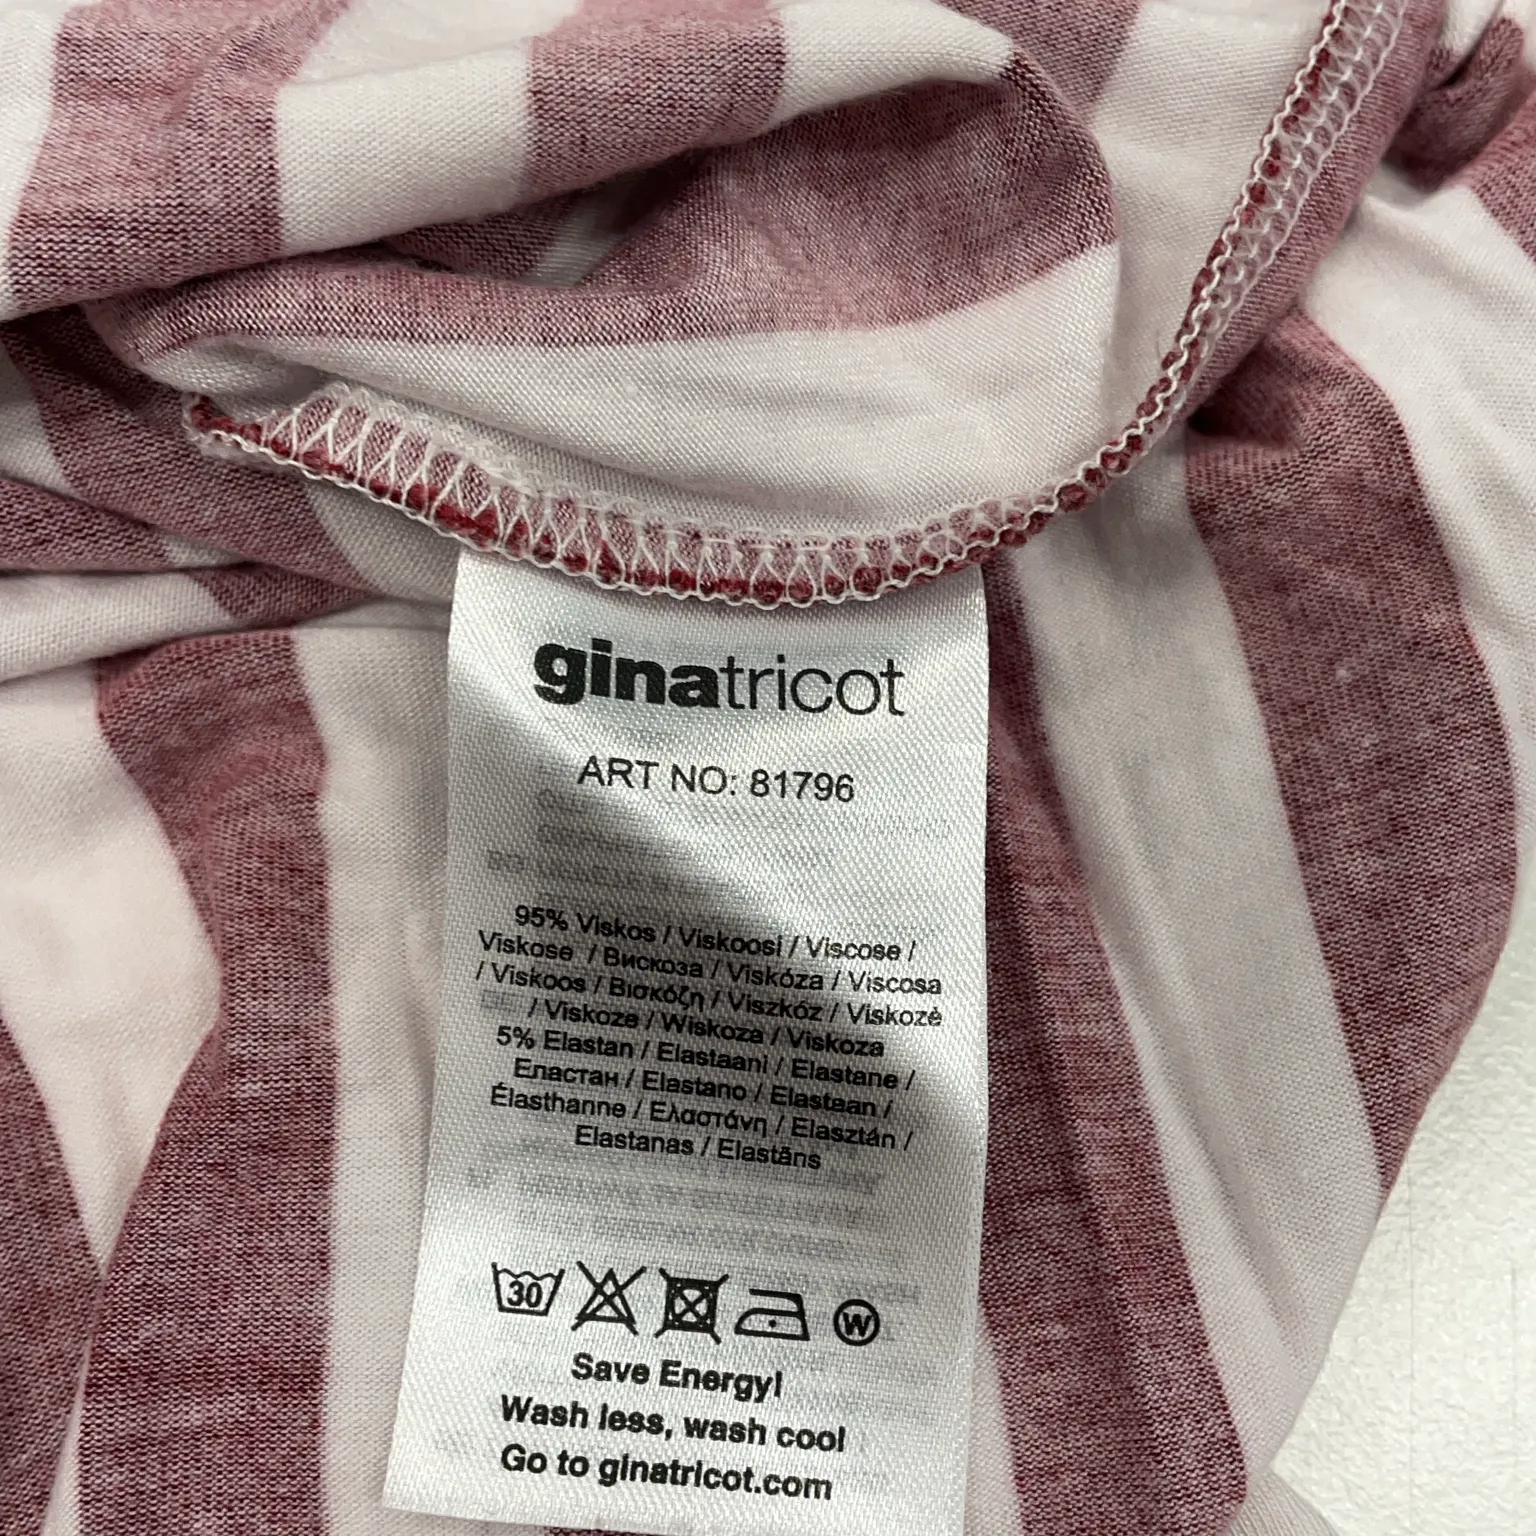 ginatricot
ART NO: 81796
95% Viskos / Viskoosi / Viscose /
Viskose / Вискоза / Viskóza / Viscosa
/ Viskoos / Βισκόζη / Viszkóz / Viskozė
/ Viskoze / Wiskoza / Viskoza
5% Elastan / Elastaani / Elastane /
Еластан / Elastano / Elastaan /
Élasthanne / Ελαστάνη / Elasztán /
Elastanas / Elastāns
30 W
Save Energy!
Wash less, wash cool
Go to ginatricot.com